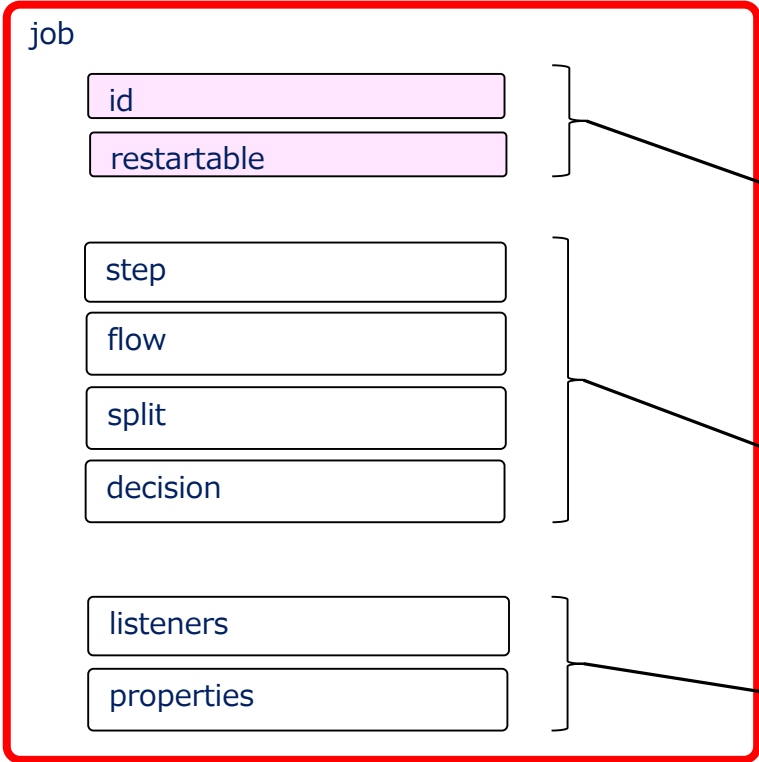 job
id
restartable
step
flow
split
decision
listeners
properties